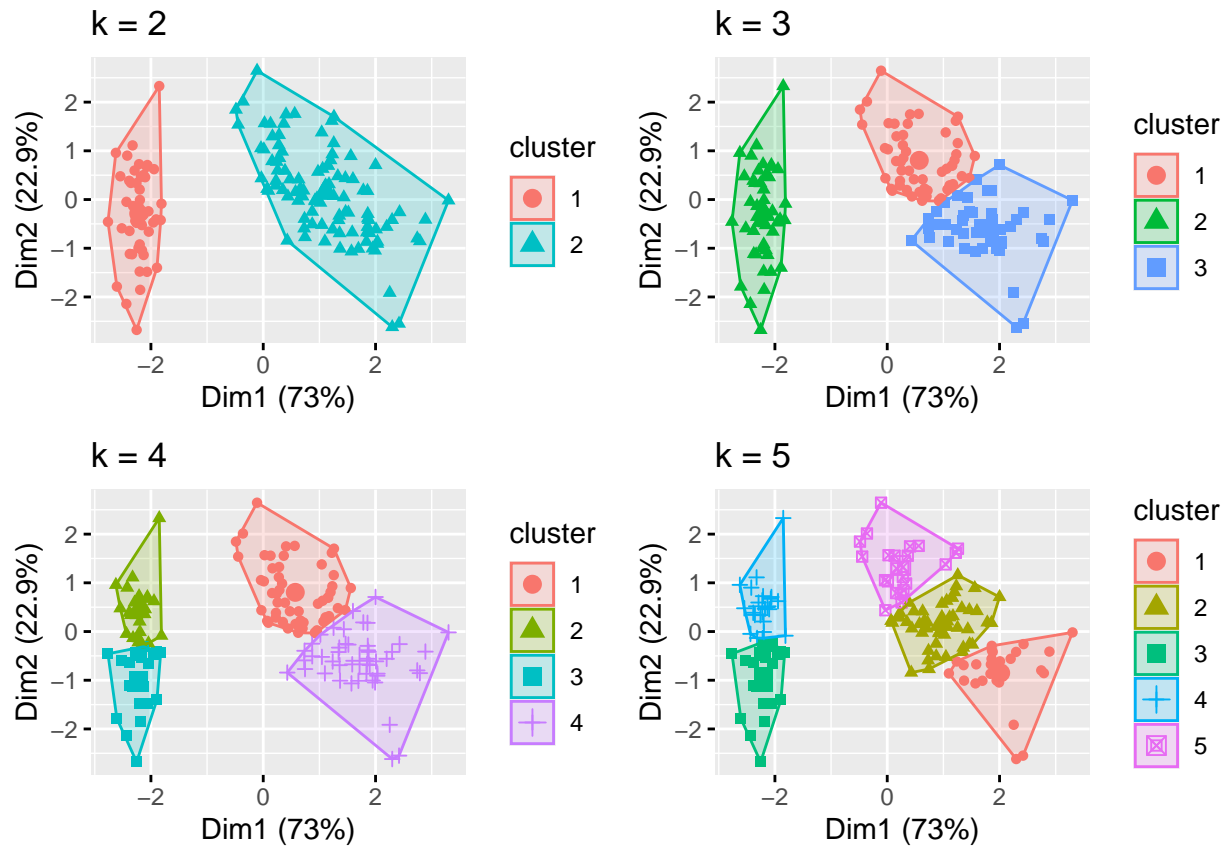 k = 2
2
1
0
−1
−2
−2
0
2
Dim1 (73%)
Dim2 (22.9%)
cluster
1
2
k = 3
2
1
0
−1
−2
−2
0
2
Dim1 (73%)
Dim2 (22.9%)
cluster
1
2
3
k = 4
2
1
0
−1
−2
−2
0
2
Dim1 (73%)
Dim2 (22.9%)
cluster
1
2
3
4
k = 5
2
1
0
−1
−2
−2
0
2
Dim1 (73%)
Dim2 (22.9%)
cluster
1
2
3
4
5